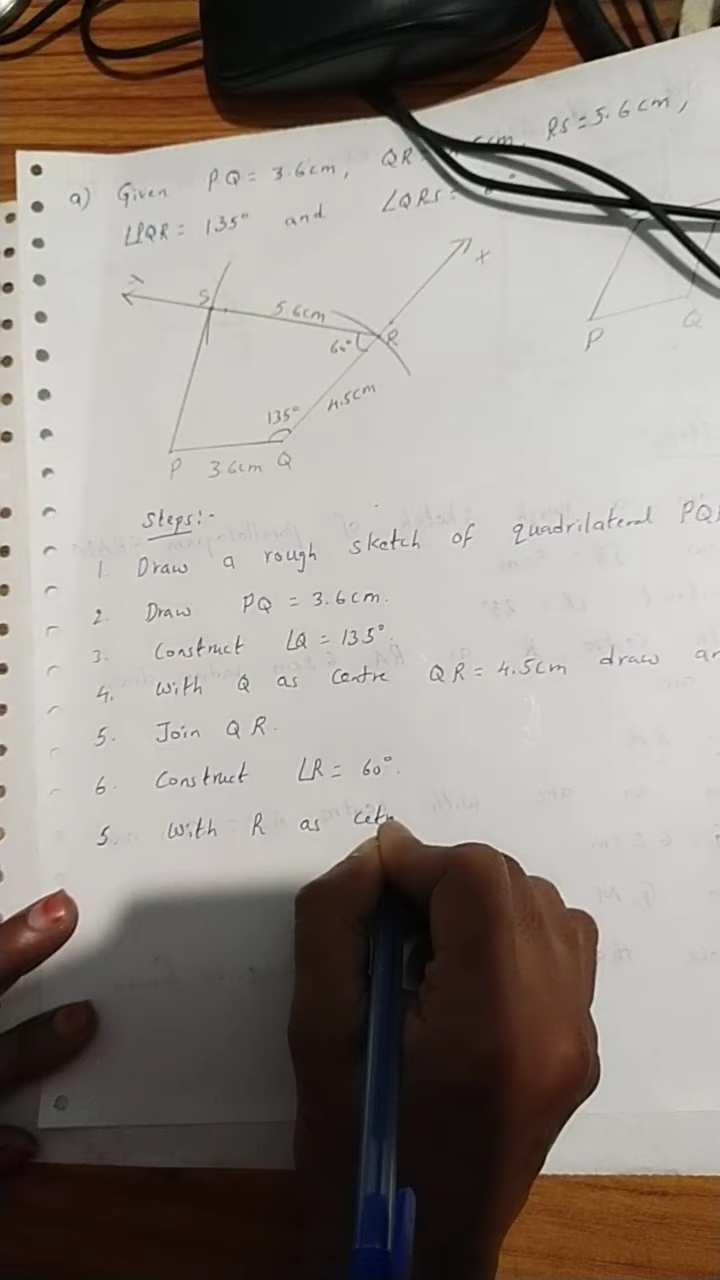 a) Given PQ = 3.6cm, QR = RS = 5.6cm,
∠PQR = 135° and ∠QRS =
X
S
5.6cm
60°
R
4.5cm
135°
P 3.6cm Q
P
Q
Steps:-
1. Draw a rough sketch of quadrilateral
2. Draw PQ = 3.6cm.
3. Construct ∠Q = 135°.
4. With Q as centre QR = 4.5cm draw
5. Join QR.
6. Construct ∠R = 60°.
5. With R as